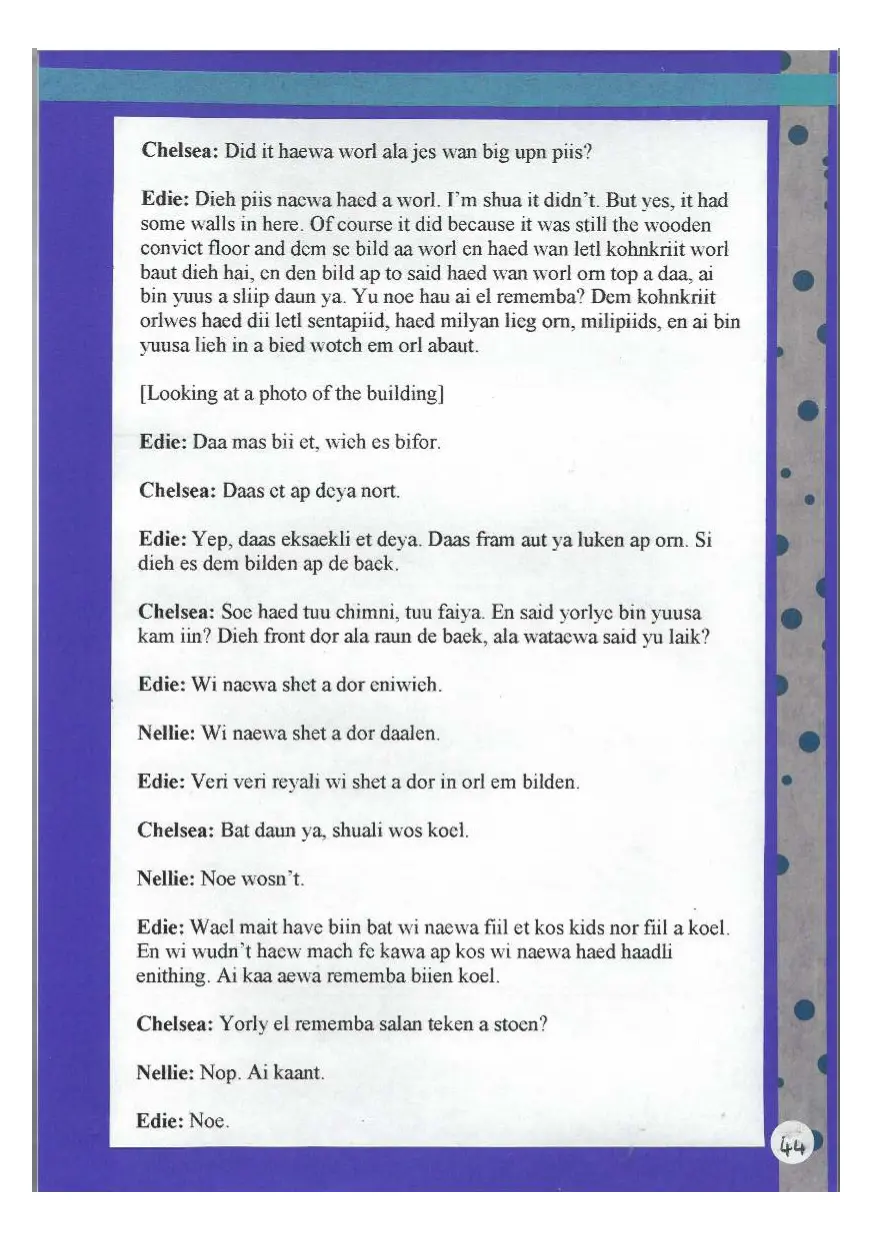 Chelsea: Did it haewa worl ala jes wan big upn piis?
Edie: Dieh piis naewa haed a worl. I'm shua it didn't. But yes, it had
some walls in here. Of course it did because it was still the wooden
convict floor and dem se bild aa worl en haed wan letl kohnkriit worl
baut dieh hai, en den bild ap to said haed wan worl orn top a daa, ai
bin yuus a sliip daun ya. Yu noe hau ai el rememba? Dem kohnkriit
orlwes haed dii letl sentapiid, haed milyan lieg orn, milipiids, en ai bin
yuusa lieh in a bied wotch em orl abaut.
[Looking at a photo of the building]
Edie: Daa mas bii et, wich es bifor.
Chelsea: Daas et ap deya nort.
Edie: Yep, daas eksaekli et deya. Daas fram aut ya luken ap orn. Si
dieh es dem bilden ap de back.
Chelsea: Soe haed tuu chimni, tuu faiya. En said yorlye bin yuusa
kam iin? Dieh front dor ala raun de baek, ala wataewa said yu laik?
Edie: Wi naewa shet a dor eniwieh.
Nellie: Wi naewa shet a dor daalen.
Edie: Veri veri reyali wi shet a dor in orl em bilden.
Chelsea: Bat daun ya, shuali wos koel.
Nellie: Noe wosn't.
Edie: Wael mait have biin bat wi naewa fiil et kos kids nor fiil a koel.
En wi wudn't haew mach fe kawa ap kos wi naewa haed haadli
enithing. Ai kaa aewa rememba biien koel.
Chelsea: Yorly el rememba salan teken a stoen?
Nellie: Nop. Ai kaant.
Edie: Noe.
44